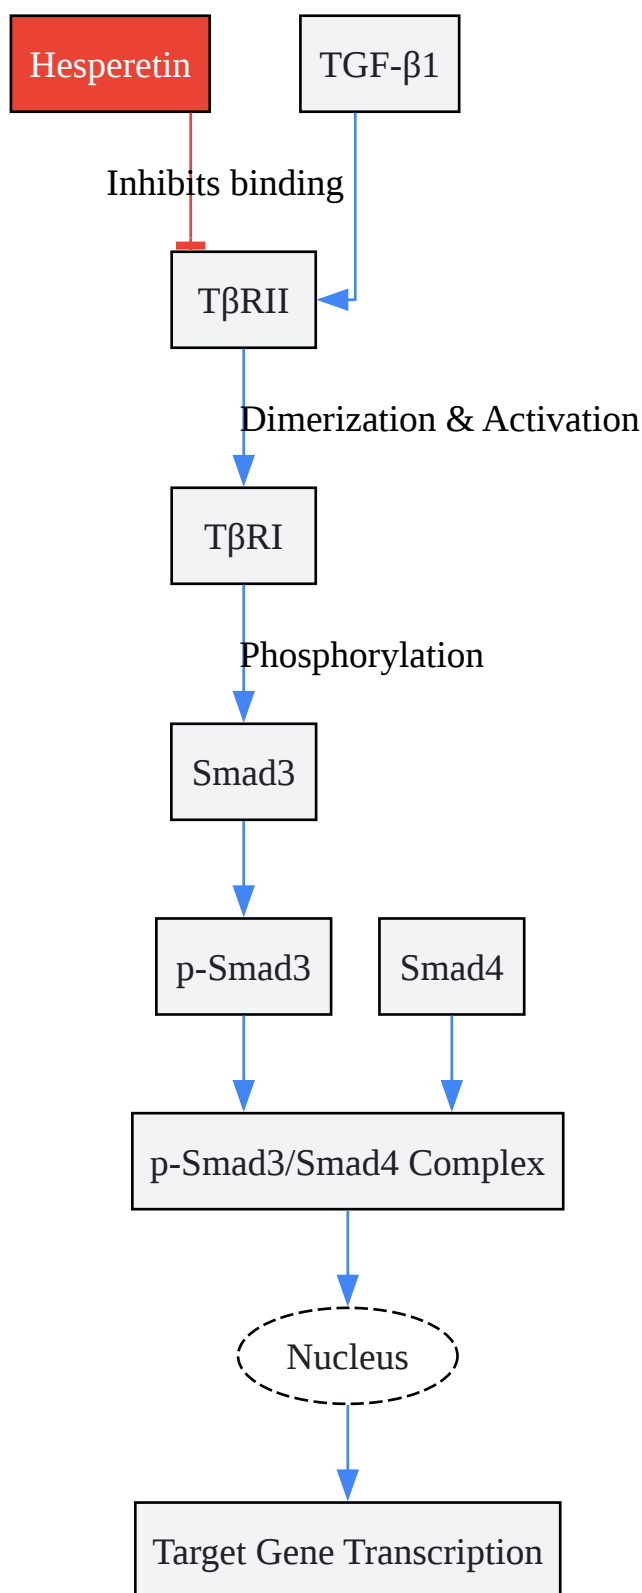 Hesperetin
TGF-β1
Inhibits binding
TβRII
Dimerization & Activation
TβRI
Phosphorylation
Smad3
p-Smad3
Smad4
p-Smad3/Smad4 Complex
Nucleus
Target Gene Transcription